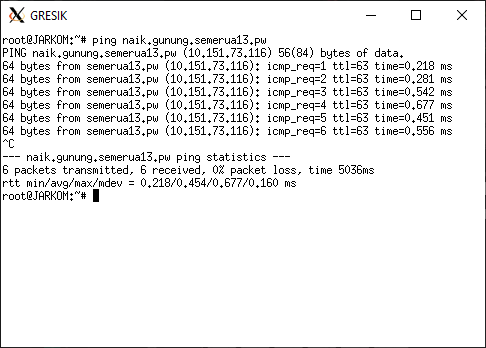 GRESIK
root@JARKOM:~# ping naik.gunung.semerua13.pw
PING naik.gunung.semerua13.pw (10.151.73.116) 56(84) bytes of data.
64 bytes from semerua13.pw (10.151.73.116): icmp_req=1 ttl=63 time=0.218 ms
64 bytes from semerua13.pw (10.151.73.116): icmp_req=2 ttl=63 time=0.281 ms
64 bytes from semerua13.pw (10.151.73.116): icmp_req=3 ttl=63 time=0.542 ms
64 bytes from semerua13.pw (10.151.73.116): icmp_req=4 ttl=63 time=0.677 ms
64 bytes from semerua13.pw (10.151.73.116): icmp_req=5 ttl=63 time=0.451 ms
64 bytes from semerua13.pw (10.151.73.116): icmp_req=6 ttl=63 time=0.556 ms
^C
--- naik.gunung.semerua13.pw ping statistics ---
6 packets transmitted, 6 received, 0% packet loss, time 5036ms
rtt min/avg/max/mdev = 0.218/0.454/0.677/0.160 ms
root@JARKOM:~#